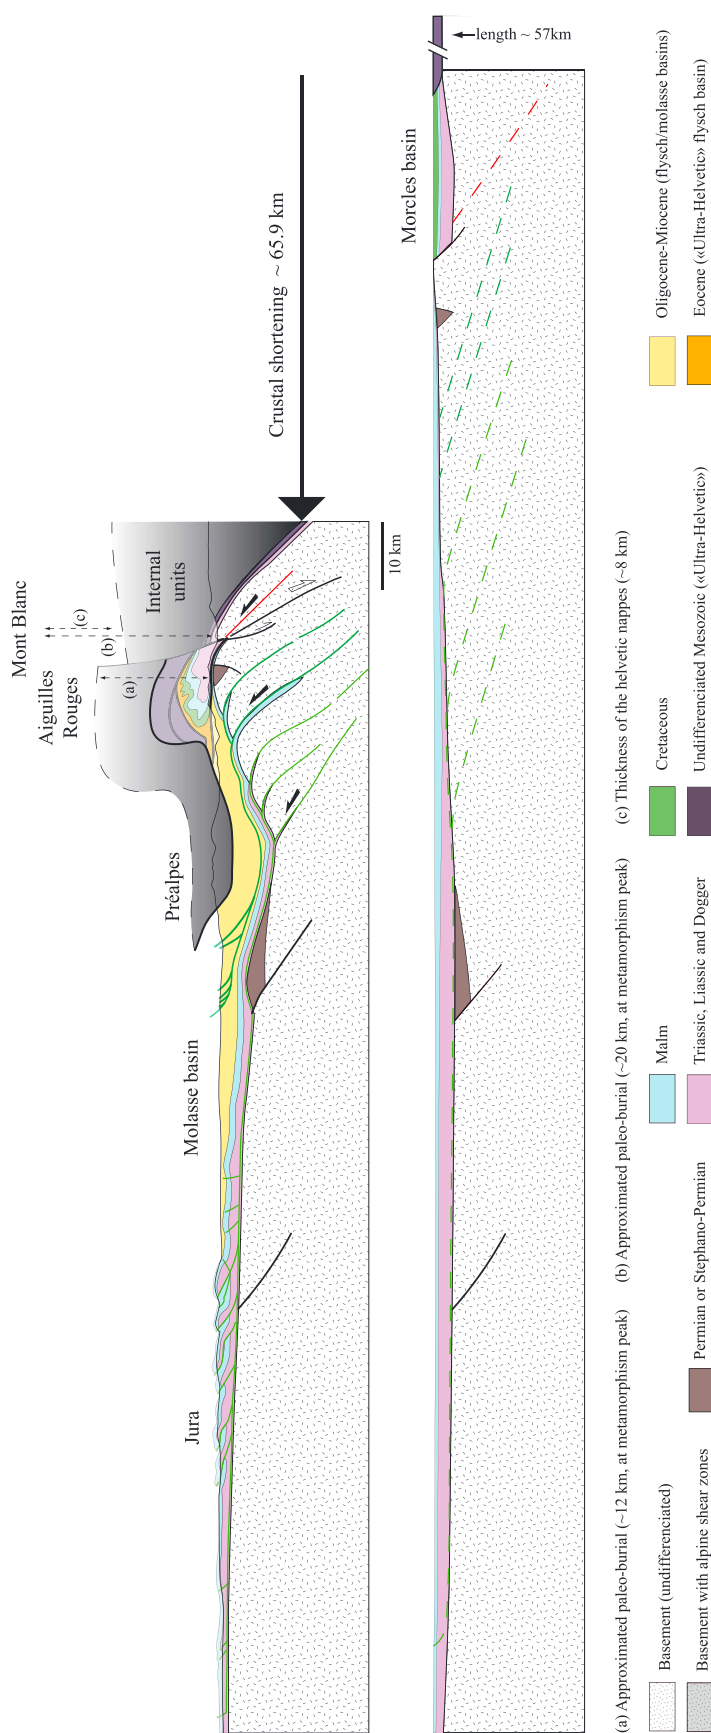 Mont Blanc
Aiguilles
Rouges
(a)
(b)
(c)
Internal
units
Crustal shortening ~ 65.9 km
Préalpes
Molasse basin
Jura
10 km
Morcles basin
length ~ 57km
(a) Approximated paleo-burial (~12 km, at metamorphism peak)
(b) Approximated paleo-burial (~20 km, at metamorphism peak)
(c) Thickness of the helvetic nappes (~8 km)
Basement (undifferenciated)
Malm
Cretaceous
Oligocene-Miocene (flysch/molasse basins)
Basement with alpine shear zones
Permian or Stephano-Permian
Triassic, Liassic and Dogger
Undifferenciated Mesozoic («Ultra-Helvetic»)
Eocene («Ultra-Helvetic» flysch basin)